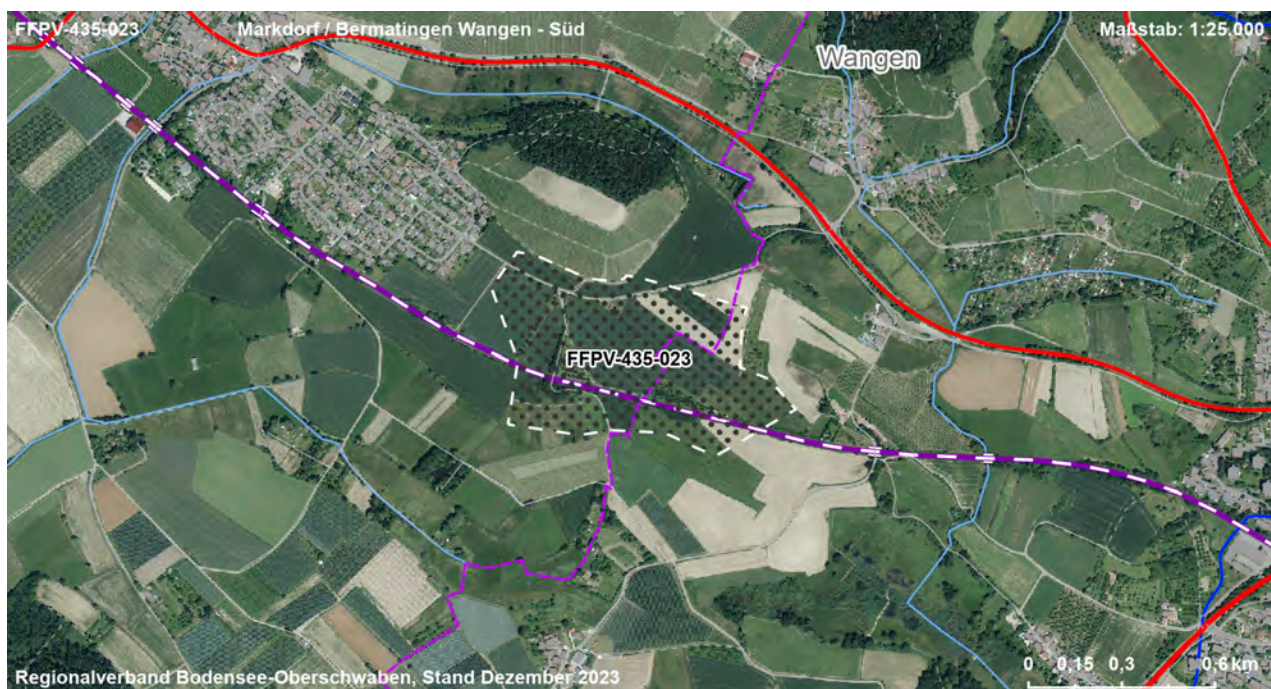 FFPV-435-023 Markdorf / Bermatingen Wangen - Süd Maßstab: 1:25.000
Wangen
FFPV-435-023
0 0,15 0,3 0,6 km
Regionalverband Bodensee-Oberschwaben, Stand Dezember 2023